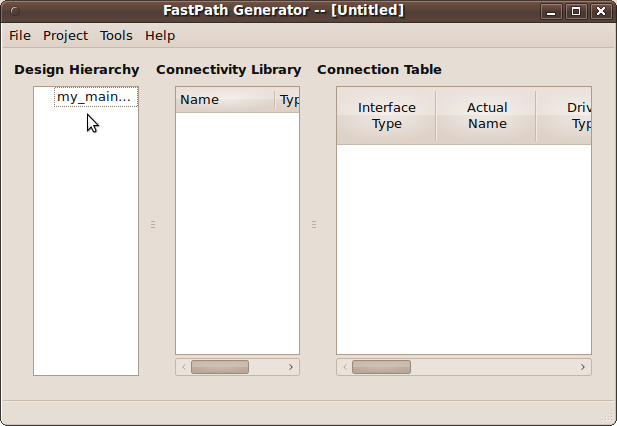 FastPath Generator -- [Untitled]
File Project Tools Help
Design Hierarchy Connectivity Library Connection Table
my_main...
Name Typ
Interface Type
Actual Name
Driv Typ